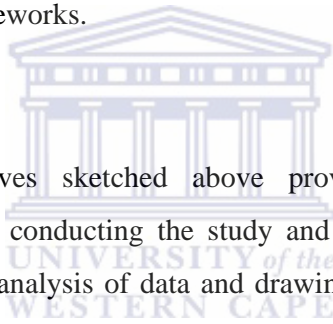 eworks.
ves sketched above prov
conducting the study and
UNIVERSITY of the
analysis of data and drawin
WESTERN CAPE